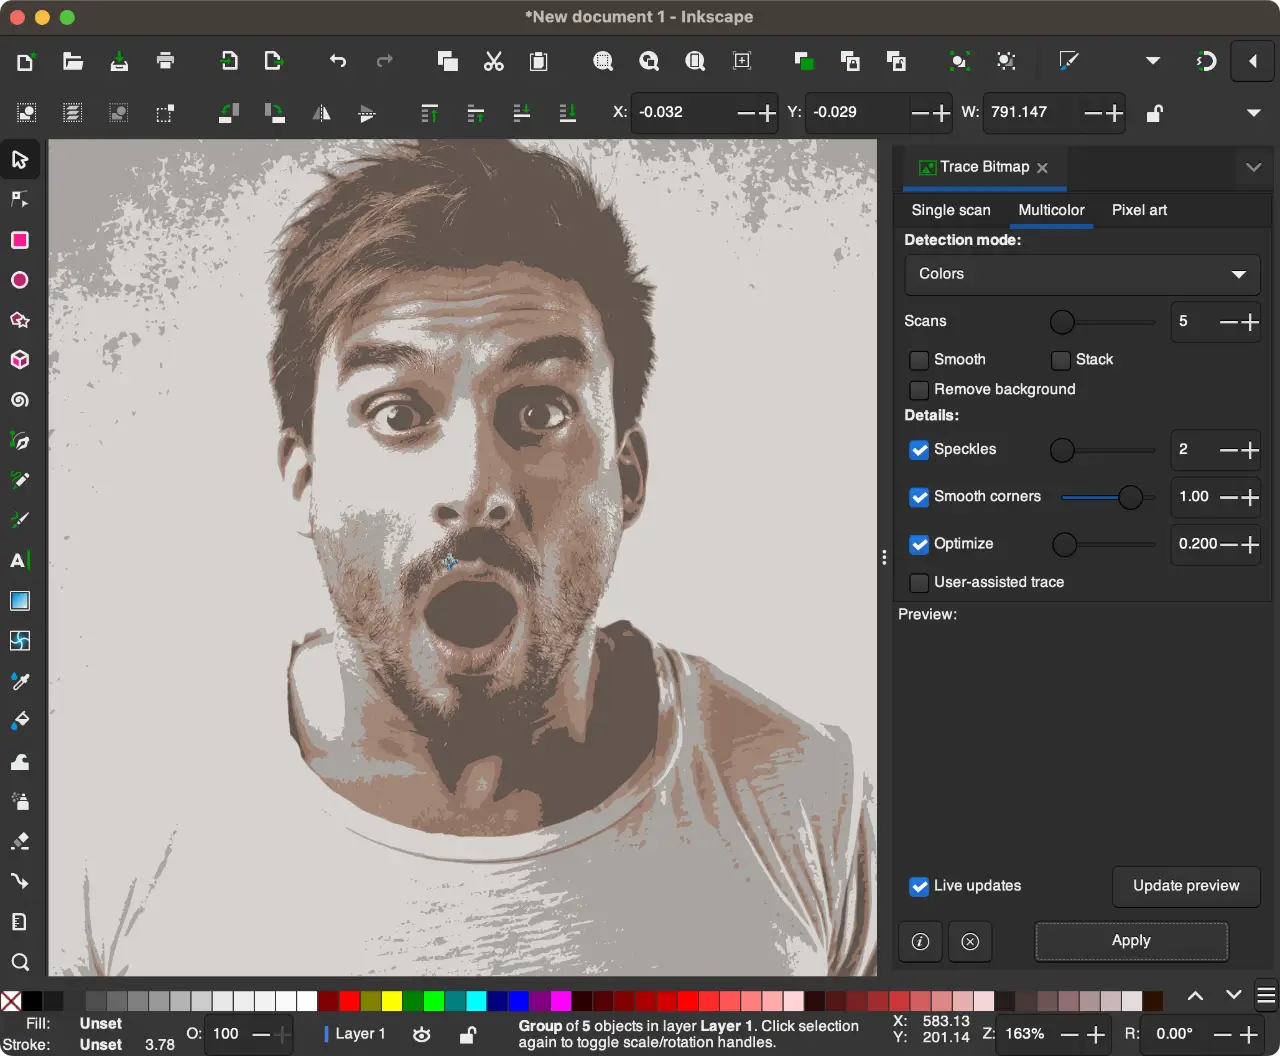 *New document 1 - Inkscape
X: -0.032 Y: -0.029 W: 791.147
Trace Bitmap
Single scan Multicolor Pixel art
Detection mode:
Colors
Scans 5
Smooth Stack
Remove background
Details:
Speckles 2
Smooth corners 1.00
Optimize 0.200
User-assisted trace
Preview:
Live updates Update preview
Apply
Fill: Unset
Stroke: Unset 3.78
O: 100
Layer 1
Group of 5 objects in layer Layer 1. Click selection
again to toggle scale/rotation handles.
X: 583.13
Y: 201.14
Z: 163%
R: 0.00°